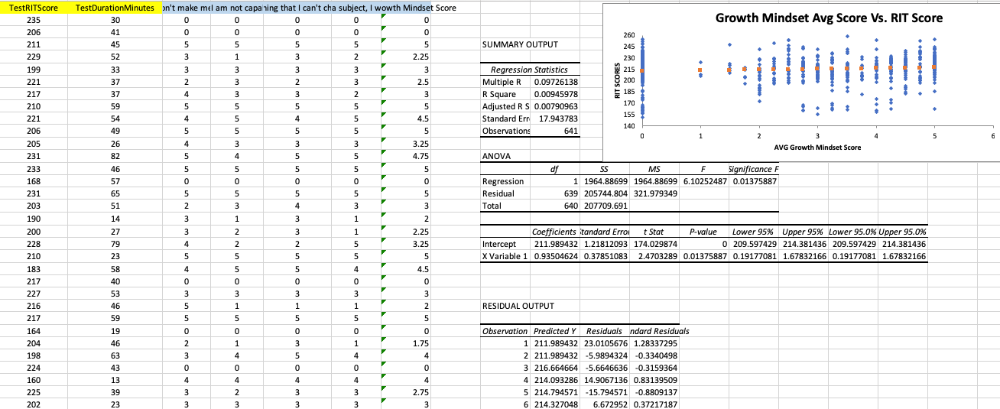 TestRITScore TestDurationMinutes on't make me I am not capa hing that I can't cha subject, I w owth Mindset Score
235 30 0 0 0 0 0
206 41 0 0 0 0 0
211 45 5 5 5 5 5
229 52 3 1 3 2 2.25
199 33 3 3 3 3 3
221 37 2 3 2 3 2.5
217 37 4 3 3 2 3
210 59 5 5 5 5 5
221 54 4 5 4 5 4.5
206 49 5 5 5 5 5
205 26 4 3 3 3 3.25
231 82 5 4 5 5 4.75
233 46 5 5 5 5 5
168 57 0 0 0 0 0
231 65 5 5 5 5 5
203 51 2 3 4 3 3
190 14 3 1 3 1 2
200 27 3 2 3 1 2.25
228 79 4 2 2 5 3.25
210 23 5 5 5 5 5
183 58 4 5 5 4 4.5
217 40 0 0 0 0 0
227 53 3 3 3 3 3
216 46 5 1 1 1 2
217 59 5 5 5 5 5
164 19 0 0 0 0 0
204 46 2 1 3 1 1.75
198 63 3 4 5 4 4
224 43 0 0 0 0 0
160 13 4 4 4 4 4
225 39 3 2 3 3 2.75
202 23 3 3 3 3 3
SUMMARY OUTPUT
Regression Statistics
Multiple R 0.09726138
R Square 0.00945978
Adjusted R S 0.00790963
Standard Err 17.943783
Observations 641
ANOVA
df SS MS F Significance F
Regression 1 1964.88699 1964.88699 6.10252487 0.01375887
Residual 639 205744.804 321.979349
Total 640 207709.691
Coefficients Standard Error t Stat P-value Lower 95% Upper 95% Lower 95.0% Upper 95.0%
Intercept 211.989432 1.21812093 174.029874 0 209.597429 214.381436 209.597429 214.381436
X Variable 1 0.93504624 0.37851083 2.4703289 0.01375887 0.19177081 1.67832166 0.19177081 1.67832166
RESIDUAL OUTPUT
Observation Predicted Y Residuals ndard Residuals
1 211.989432 23.0105676 1.28337295
2 211.989432 -5.9894324 -0.3340498
3 216.664664 -5.6646636 -0.3159364
4 214.093286 14.9067136 0.83139509
5 214.794571 -15.794571 -0.8809137
6 214.327048 6.672952 0.37217187
Growth Mindset Avg Score Vs. RIT Score
RIT SCORES
260
245
230
215
200
185
170
155
140
0 1 2 3 4 5 6
AVG Growth Mindset Score